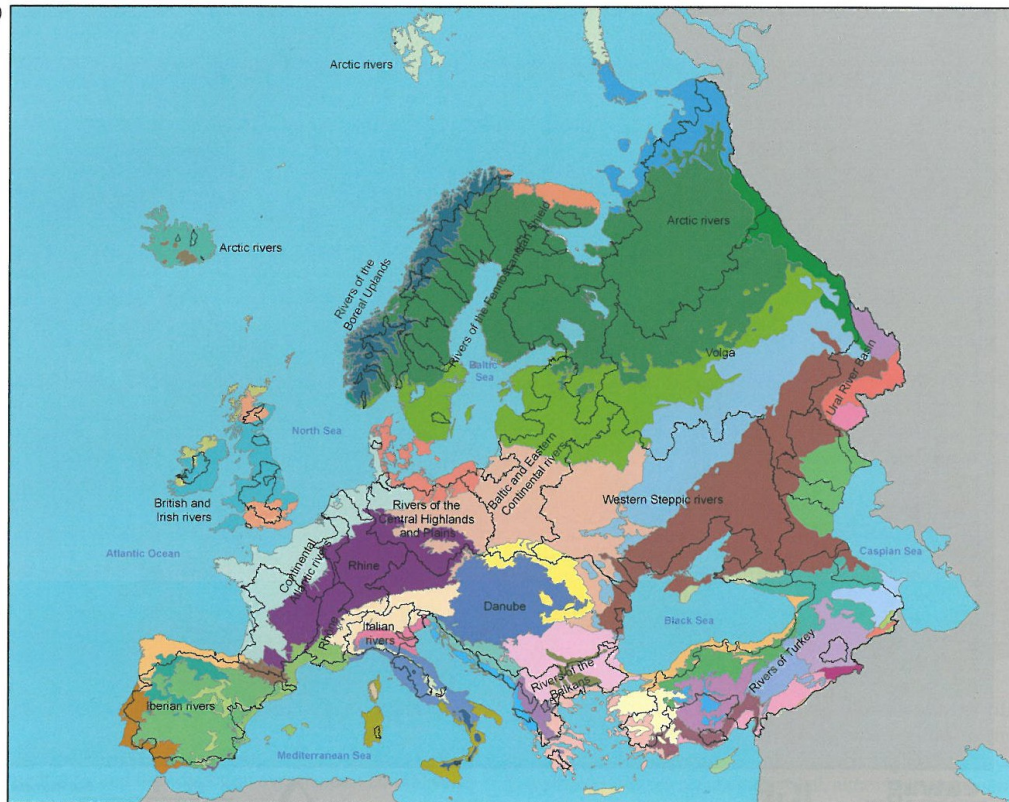 Arctic rivers
Arctic rivers
Arctic rivers
Rivers of the
Boreal Uplands
Rivers of the Fennoscandian Shield
Baltic
Sea
Volga
Ural River Basin
North Sea
British and
Irish rivers
Atlantic Ocean
Continental
Atlantic rivers
Rivers of the
Central Highlands
and Plains
Baltic and Eastern
Continental rivers
Western Steppic rivers
Caspian Sea
Rhine
Danube
Black Sea
Italian
rivers
Rivers of the
Balkans
Rivers of Turkey
Iberian rivers
Mediterranean Sea